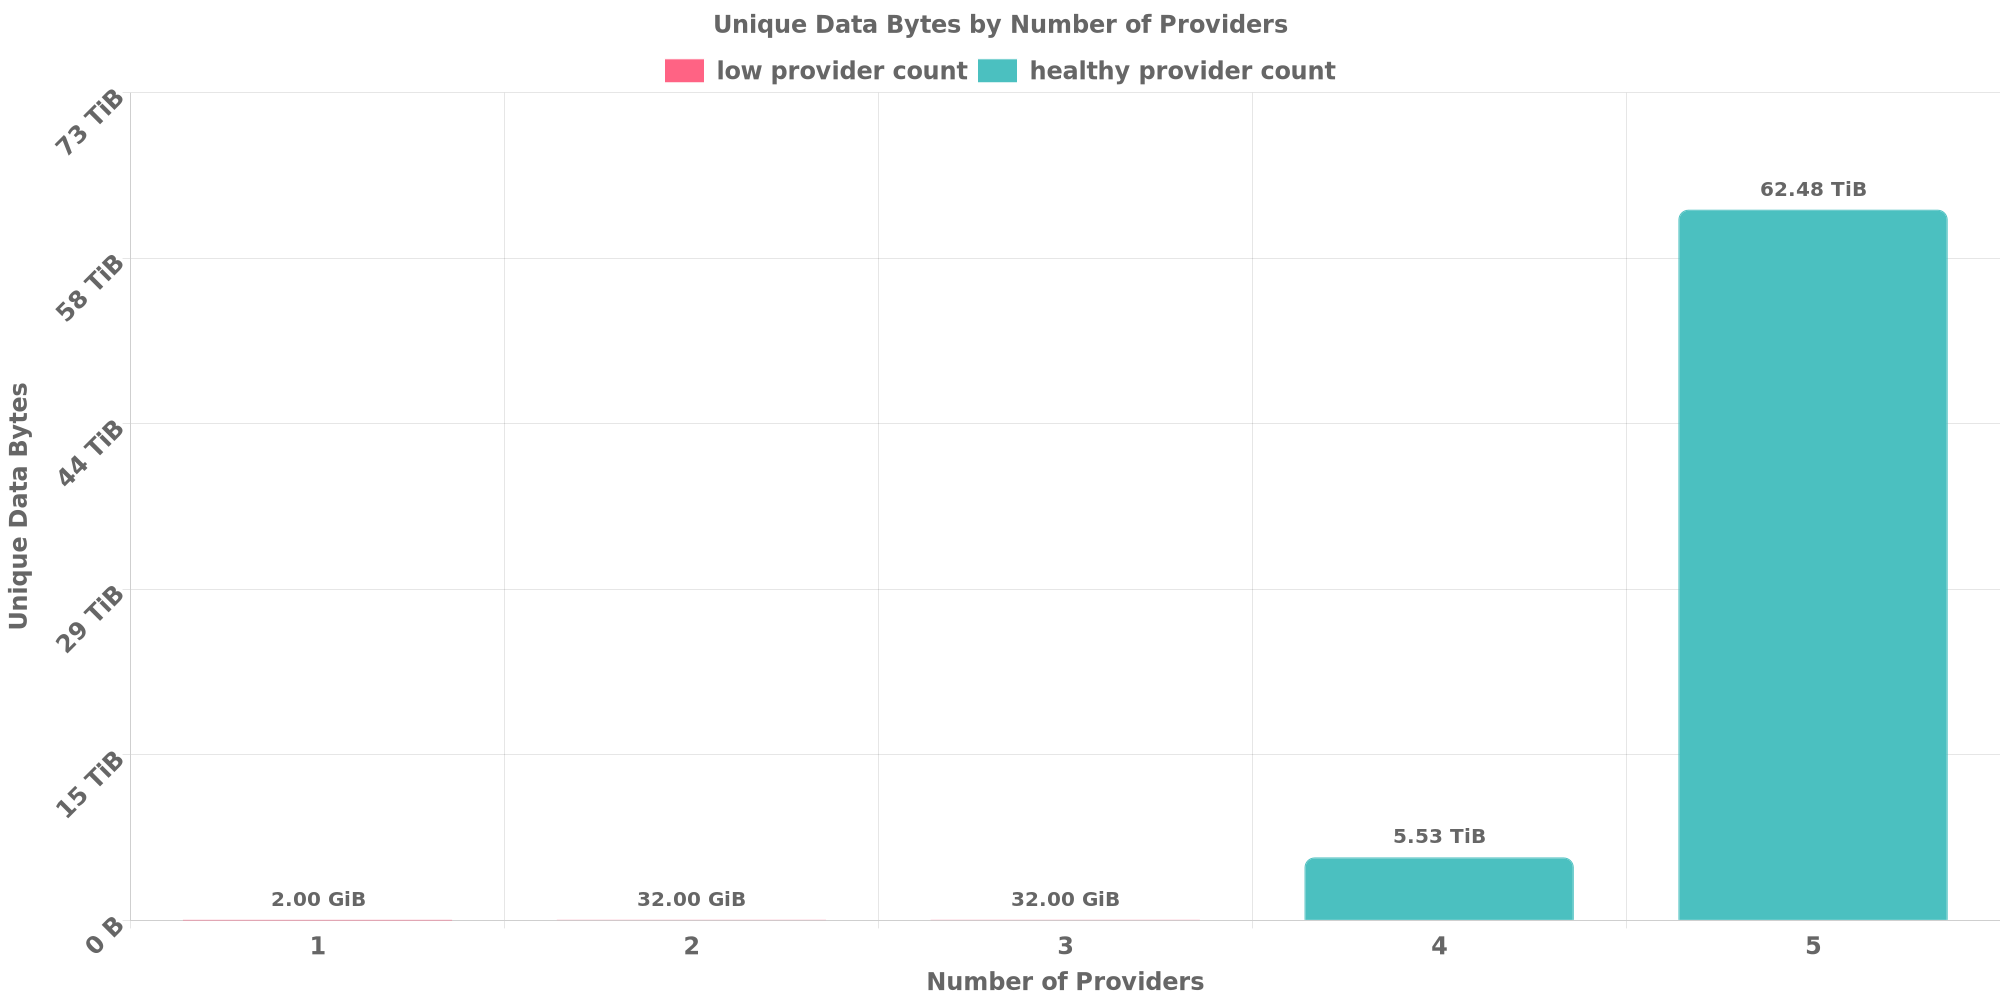 Unique Data Bytes by Number of Providers
low provider count healthy provider count
73 TiB
58 TiB
44 TiB
29 TiB
15 TiB
0 B
Unique Data Bytes
2.00 GiB
32.00 GiB
32.00 GiB
5.53 TiB
62.48 TiB
1 2 3 4 5
Number of Providers